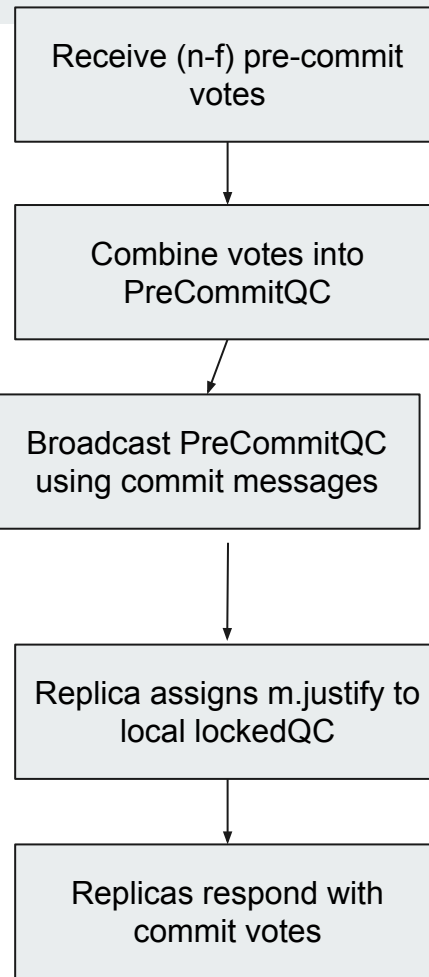 Receive (n-f) pre-commit
votes
Combine votes into
PreCommitQC
Broadcast PreCommitQC
using commit messages
Replica assigns m.justify to
local lockedQC
Replicas respond with
commit votes